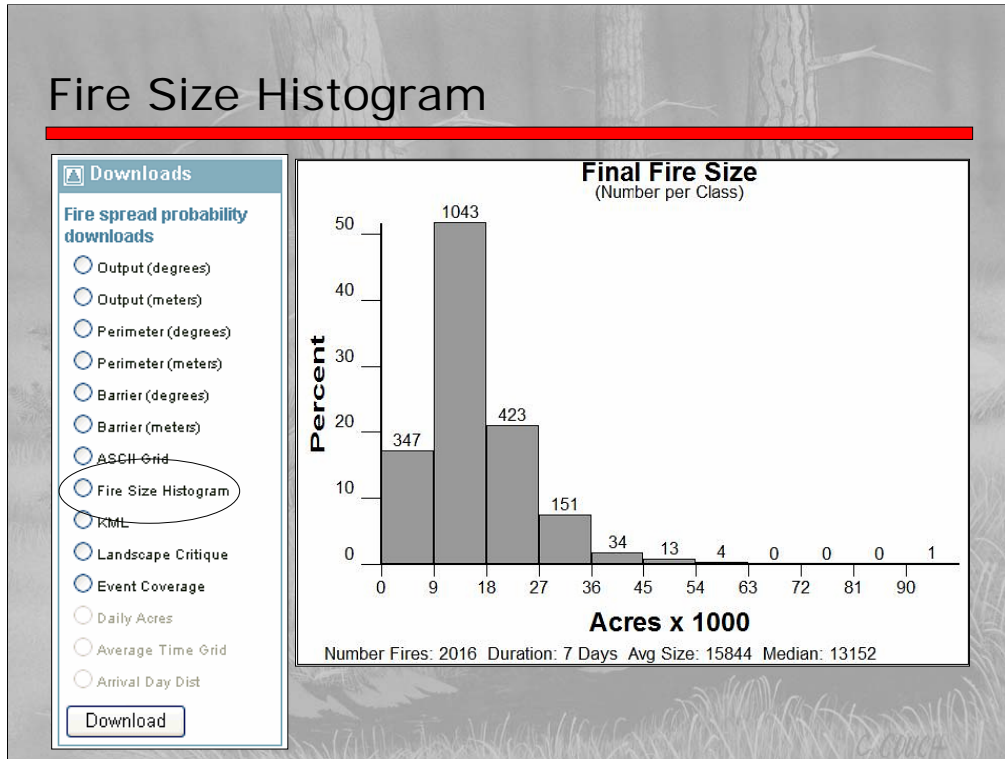 Fire Size Histogram
Downloads
Fire spread probability
downloads
Output (degrees)
Output (meters)
Perimeter (degrees)
Perimeter (meters)
Barrier (degrees)
Barrier (meters)
ASCII Grid
Fire Size Histogram
KML
Landscape Critique
Event Coverage
Daily Acres
Average Time Grid
Arrival Day Dist
Download
Final Fire Size
(Number per Class)
Percent
50
40
30
20
10
0
347
1043
423
151
34
13
4
0
0
0
1
0 9 18 27 36 45 54 63 72 81 90
Acres x 1000
Number Fires: 2016 Duration: 7 Days Avg Size: 15844 Median: 13152
C. COUCH